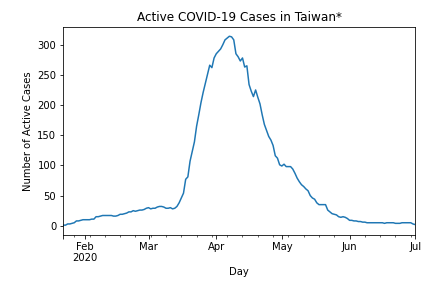 Active COVID-19 Cases in Taiwan*
Number of Active Cases
300
250
200
150
100
50
0
Feb
2020
Mar
Apr
May
Jun
Jul
Day